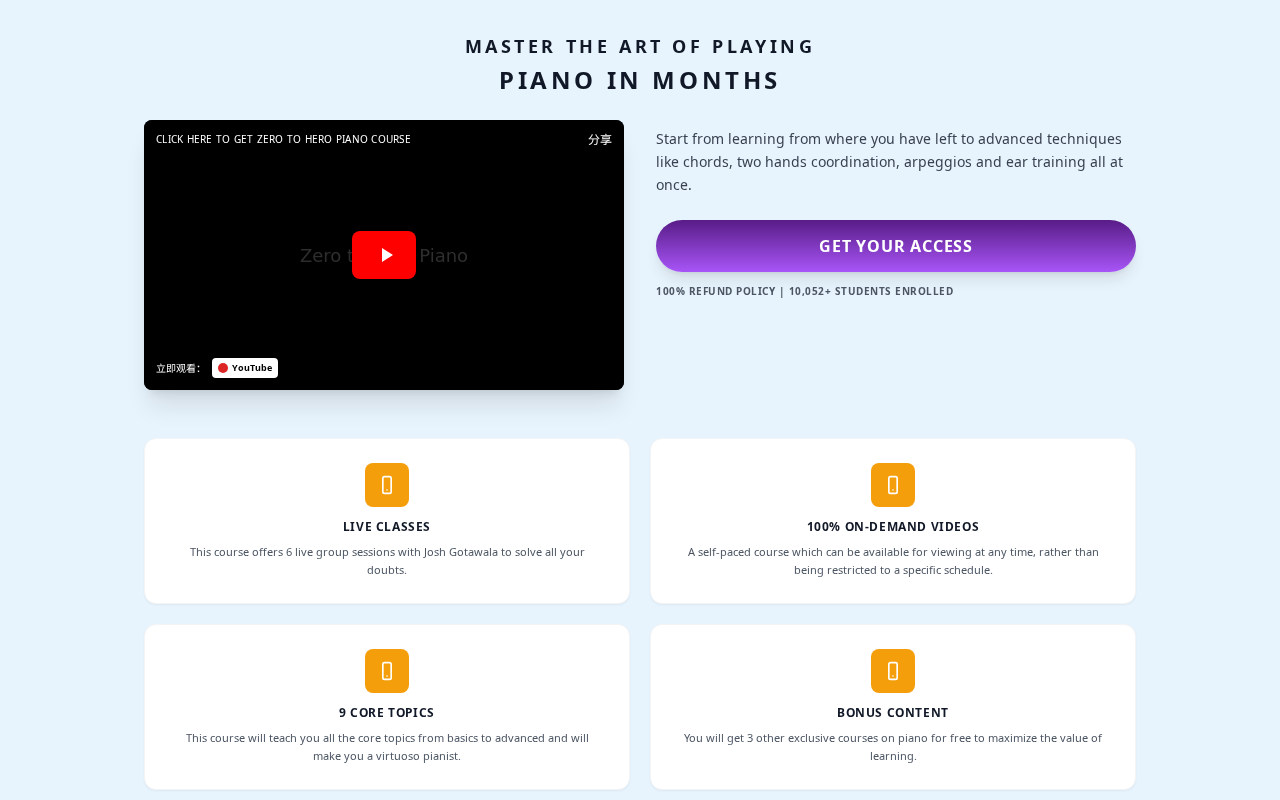 MASTER THE ART OF PLAYING
PIANO IN MONTHS
CLICK HERE TO GET ZERO TO HERO PIANO COURSE
分享
Zero t
Piano
立即观看：
YouTube
Start from learning from where you have left to advanced techniques
like chords, two hands coordination, arpeggios and ear training all at
once.
GET YOUR ACCESS
100% REFUND POLICY | 10,052+ STUDENTS ENROLLED
LIVE CLASSES
This course offers 6 live group sessions with Josh Gotawala to solve all your
doubts.
100% ON-DEMAND VIDEOS
A self-paced course which can be available for viewing at any time, rather than
being restricted to a specific schedule.
9 CORE TOPICS
This course will teach you all the core topics from basics to advanced and will
make you a virtuoso pianist.
BONUS CONTENT
You will get 3 other exclusive courses on piano for free to maximize the value of
learning.